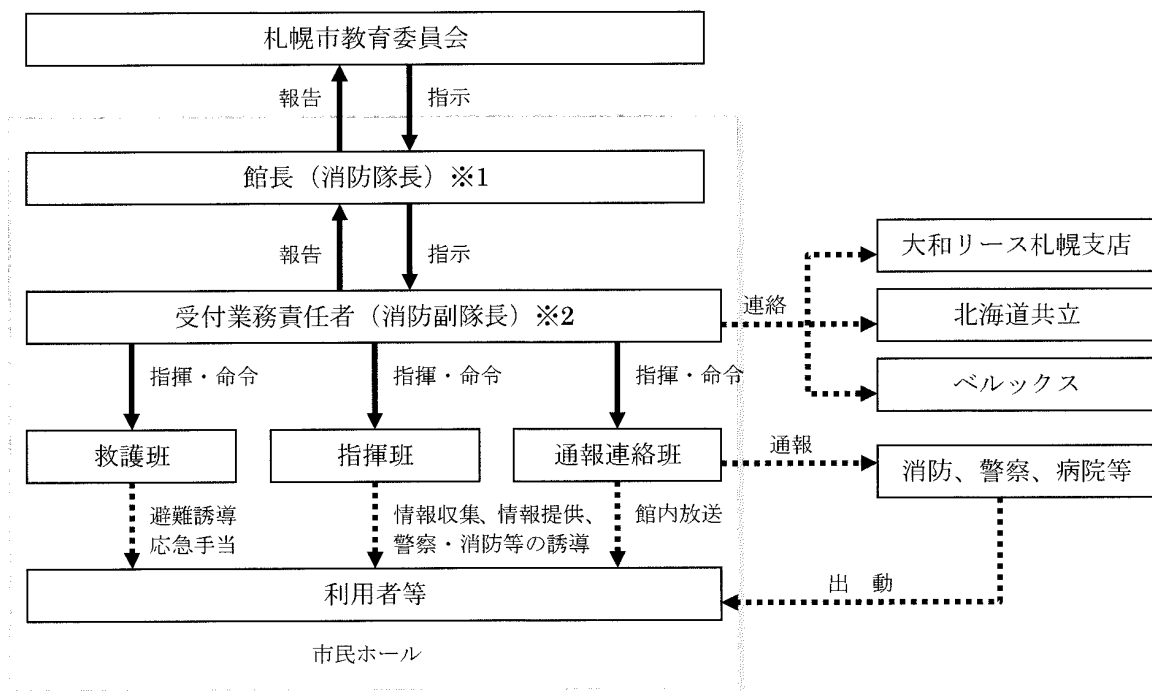 札幌市教育委員会
報告
指示
館長（消防隊長）※1
報告
指示
受付業務責任者（消防副隊長）※2
連絡
大和リース札幌支店
北海道共立
ベルックス
指揮・命令
指揮・命令
指揮・命令
救護班
指揮班
通報連絡班
通報
消防、警察、病院等
避難誘導
応急手当
情報収集、情報提供、
警察・消防等の誘導
館内放送
利用者等
出　動
市民ホール